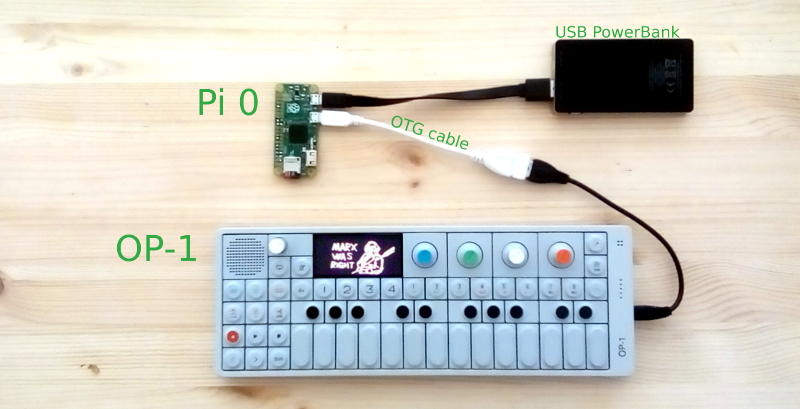 USB PowerBank
Pi 0
OTG cable
OP-1
MARX
WAS
RIGHT
1 2 3 4
OP-1